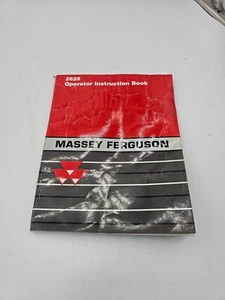 2625
Operator Instruction Book
MASSEY FERGUSON